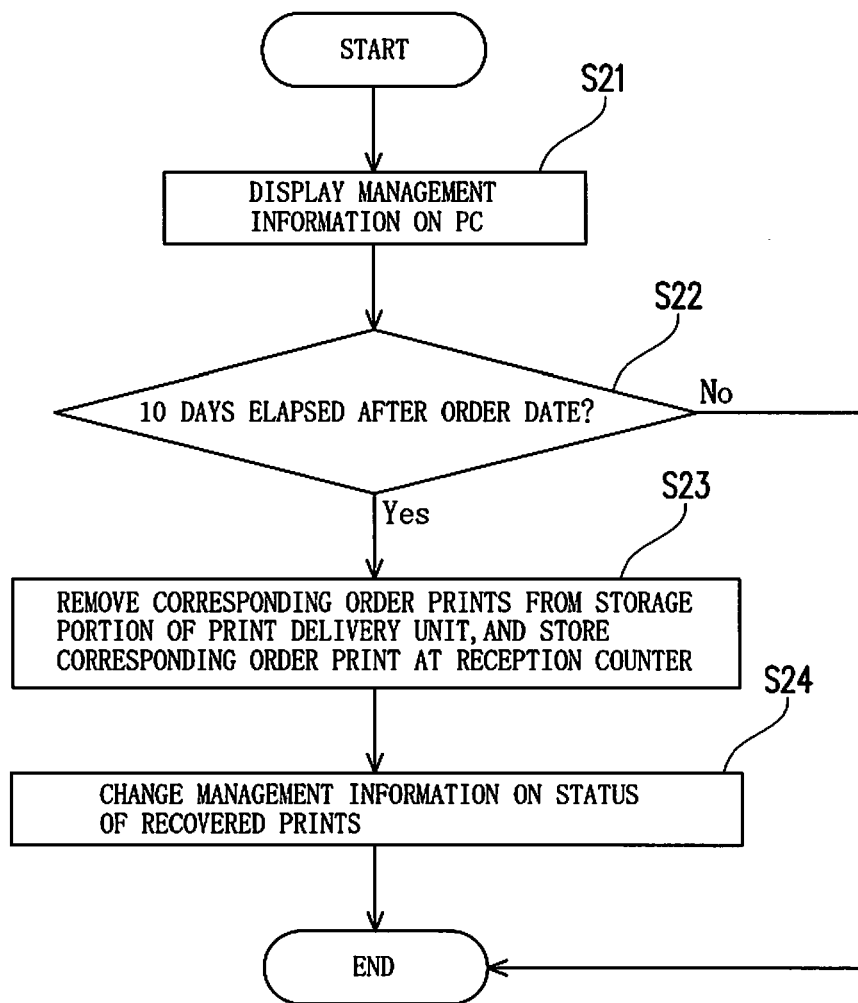 START
S21
DISPLAY MANAGEMENT
INFORMATION ON PC
S22
10 DAYS ELAPSED AFTER ORDER DATE?
No
Yes
S23
REMOVE CORRESPONDING ORDER PRINTS FROM STORAGE
PORTION OF PRINT DELIVERY UNIT, AND STORE
CORRESPONDING ORDER PRINT AT RECEPTION COUNTER
S24
CHANGE MANAGEMENT INFORMATION ON STATUS
OF RECOVERED PRINTS
END